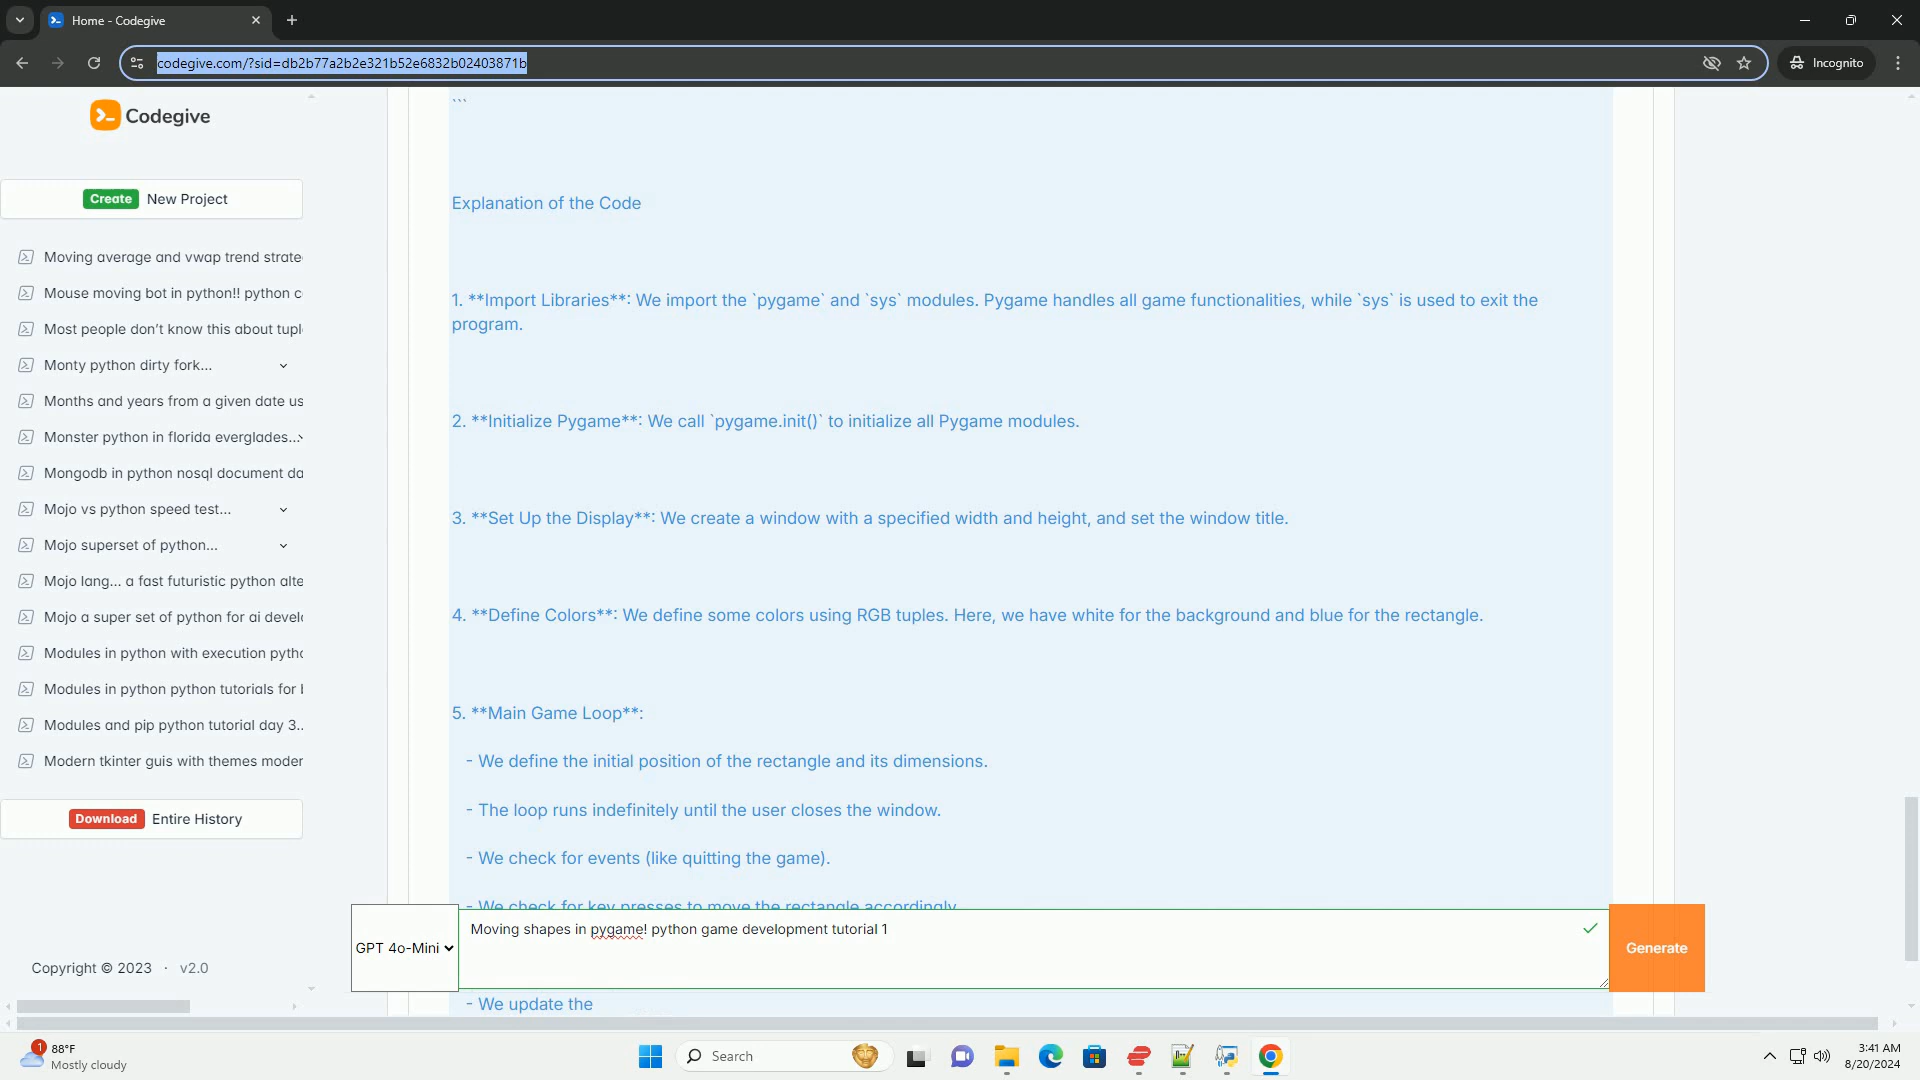 Home - Codegive
codegive.com/?sid=db2b77a2b2e321b52e6832b02403871b
Incognito
Codegive
Create New Project
Moving average and vwap trend strate
Mouse moving bot in python!! python c
Most people don't know this about tupl
Monty python dirty fork...
Months and years from a given date us
Monster python in florida everglades...
Mongodb in python nosql document da
Mojo vs python speed test...
Mojo superset of python...
Mojo lang... a fast futuristic python alte
Mojo a super set of python for ai devel
Modules in python with execution pytho
Modules in python python tutorials for
Modules and pip python tutorial day 3..
Modern tkinter guis with themes moder
Download Entire History
Copyright © 2023 · v2.0
```
Explanation of the Code
1. **Import Libraries**: We import the `pygame` and `sys` modules. Pygame handles all game functionalities, while `sys` is used to exit the
program.
2. **Initialize Pygame**: We call `pygame.init()` to initialize all Pygame modules.
3. **Set Up the Display**: We create a window with a specified width and height, and set the window title.
4. **Define Colors**: We define some colors using RGB tuples. Here, we have white for the background and blue for the rectangle.
5. **Main Game Loop**:
- We define the initial position of the rectangle and its dimensions.
- The loop runs indefinitely until the user closes the window.
- We check for events (like quitting the game).
- We check for key presses to move the rectangle accordingly
GPT 4o-Mini
Moving shapes in pygame! python game development tutorial 1
Generate
- We update the
1
88°F
Mostly cloudy
Search
3:41 AM
8/20/2024